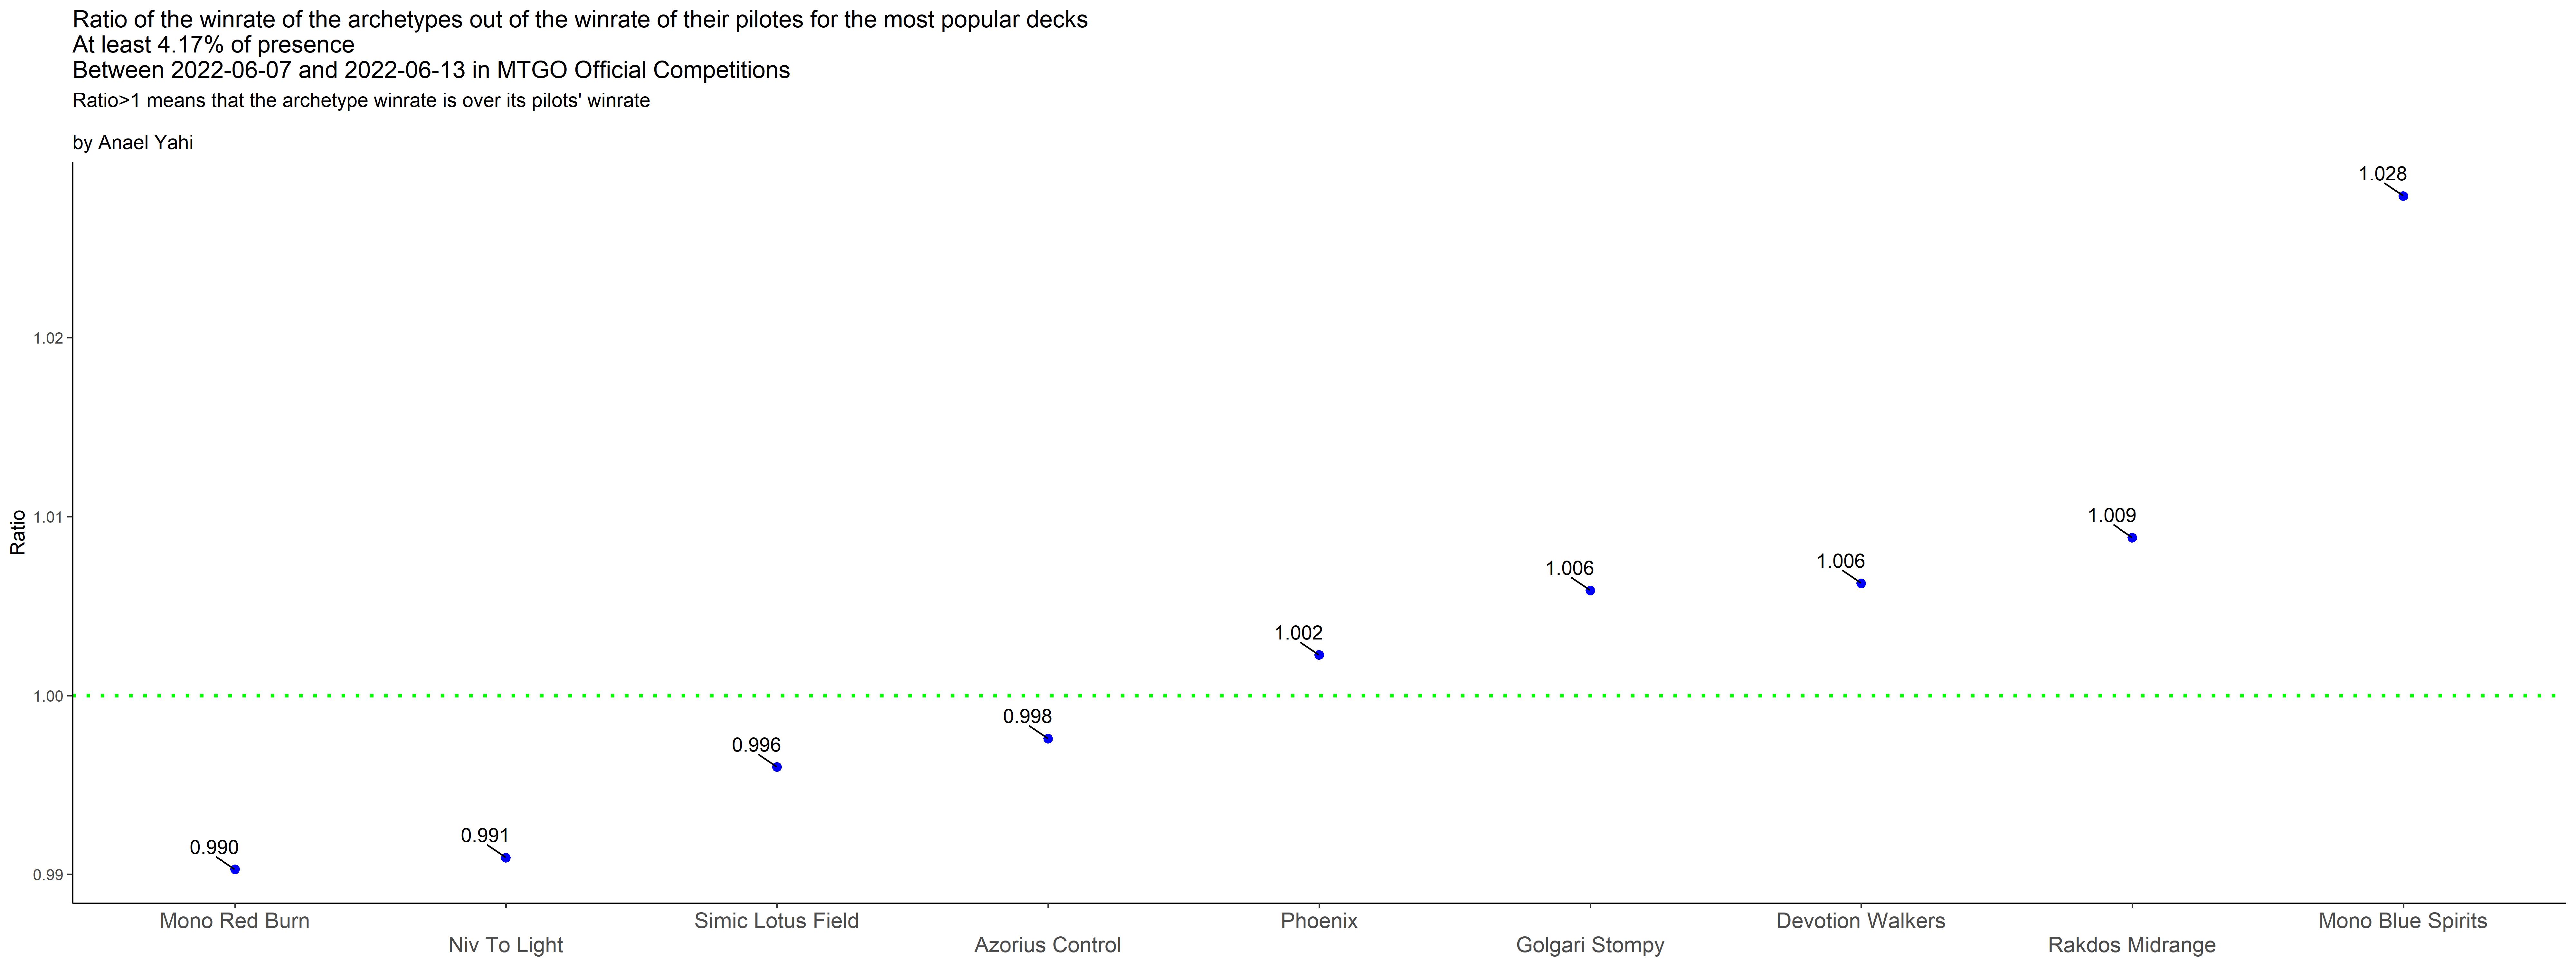 Ratio of the winrate of the archetypes out of the winrate of their pilotes for the most popular decks
At least 4.17% of presence
Between 2022-06-07 and 2022-06-13 in MTGO Official Competitions
Ratio>1 means that the archetype winrate is over its pilots' winrate
by Anael Yahi
1.028
1.02
1.01
1.009
1.006
1.006
1.002
1.00
0.998
0.996
0.991
0.990
0.99
Ratio
Mono Red Burn
Niv To Light
Simic Lotus Field
Azorius Control
Phoenix
Golgari Stompy
Devotion Walkers
Rakdos Midrange
Mono Blue Spirits